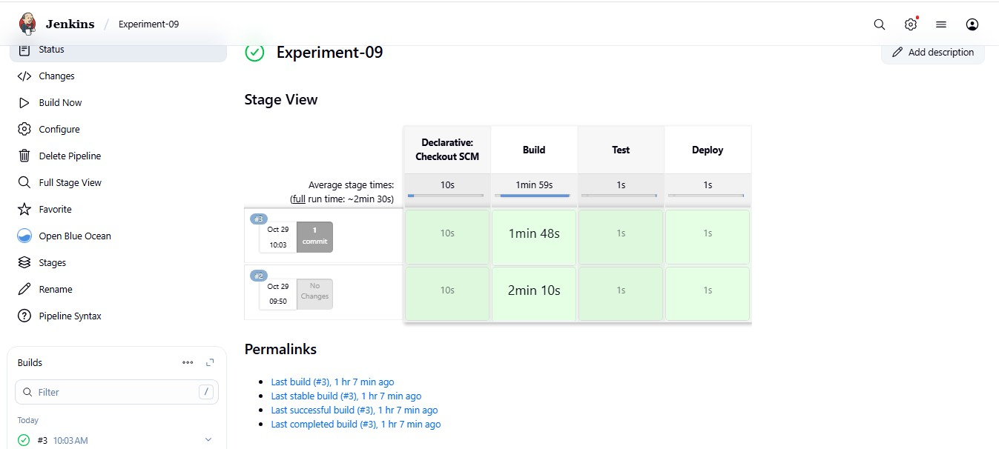 Jenkins / Experiment-09
Status
Changes
Build Now
Configure
Delete Pipeline
Full Stage View
Favorite
Open Blue Ocean
Stages
Rename
Pipeline Syntax
Builds
Filter /
Today
#3 10:03 AM
Experiment-09
Add description
Stage View
Declarative:
Checkout SCM
Build
Test
Deploy
Average stage times:
(full run time: ~2min 30s)
10s
1min 59s
1s
1s
#3
Oct 29
10:03
1
commit
10s
1min 48s
1s
1s
#2
Oct 29
09:50
No
Changes
10s
2min 10s
1s
1s
Permalinks
Last build (#3), 1 hr 7 min ago
Last stable build (#3), 1 hr 7 min ago
Last successful build (#3), 1 hr 7 min ago
Last completed build (#3), 1 hr 7 min ago